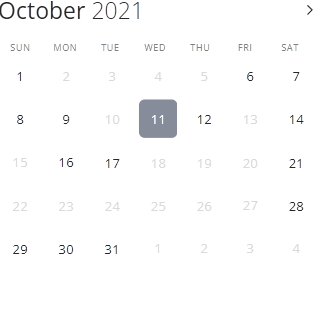 October 2021
SUN MON TUE WED THU FRI SAT
1 2 3 4 5 6 7
8 9 10 11 12 13 14
15 16 17 18 19 20 21
22 23 24 25 26 27 28
29 30 31 1 2 3 4